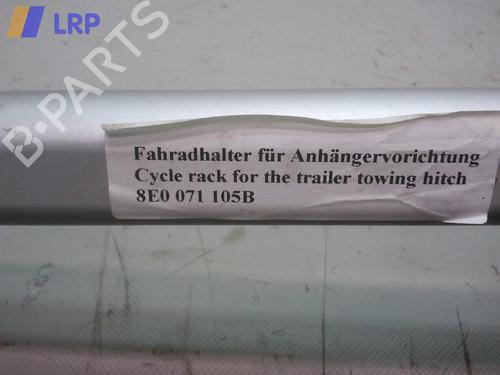 LRP
B-PARTS
Fahradhalter für Anhängervorichtung
Cycle rack for the trailer towing hitch
8E0 071 105B